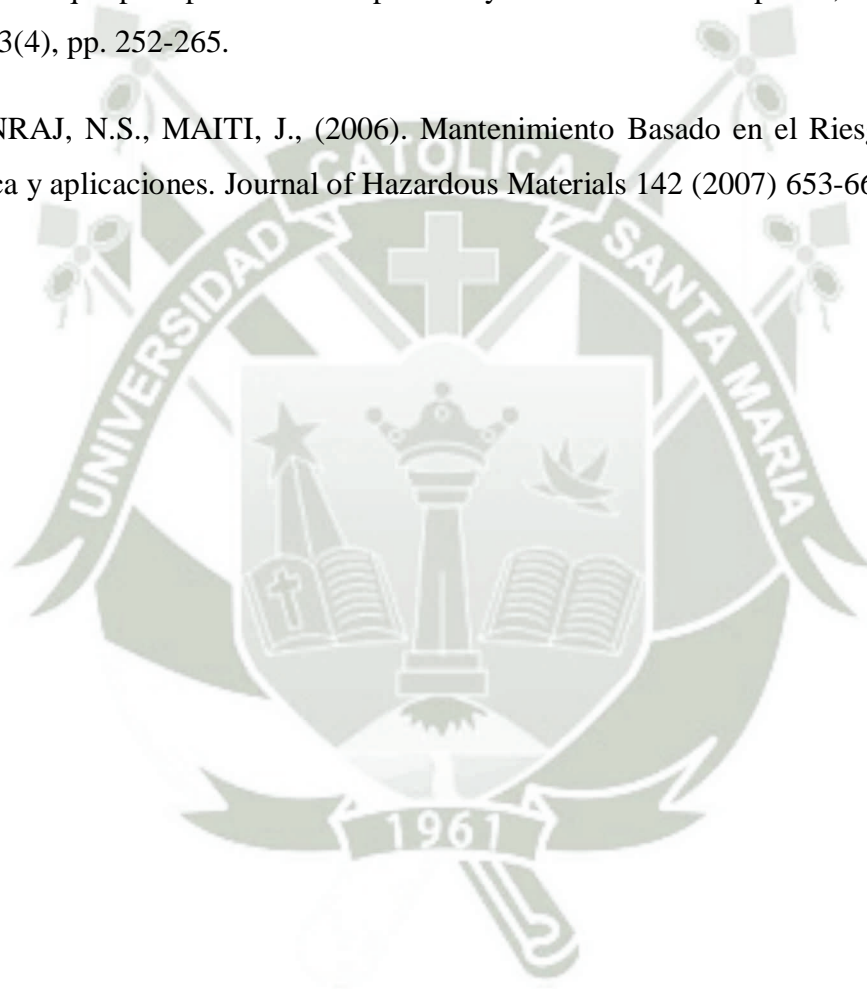 3(4), pp. 252-265.
NRAJ, N.S., MAITI, J., (2006). Mantenimiento Basado en el Riesg
ca y aplicaciones. Journal of Hazardous Materials 142 (2007) 653-66
UNIVERSIDAD CATOLICA SANTA MARIA
1961